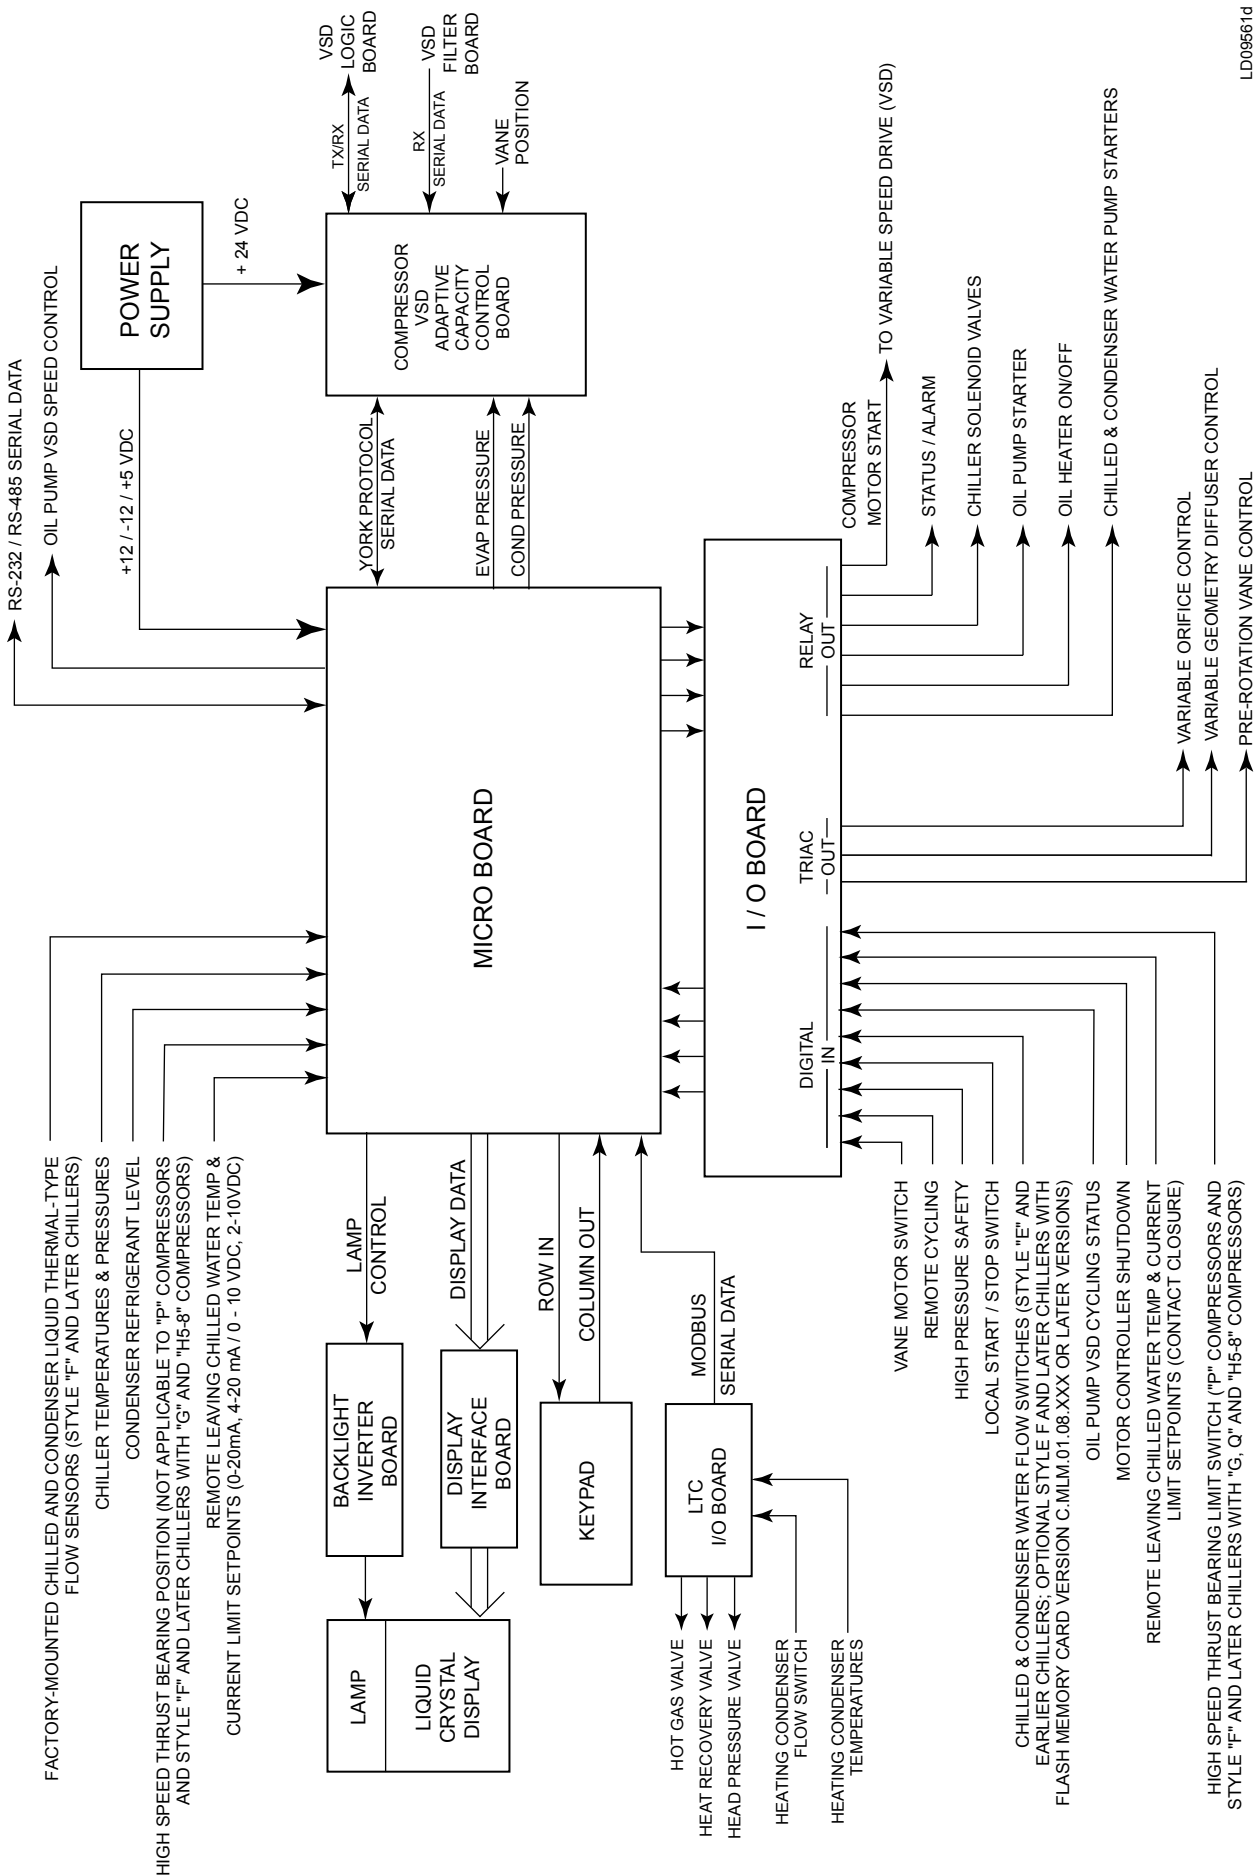 FACTORY-MOUNTED CHILLED AND CONDENSER LIQUID THERMAL-TYPE
FLOW SENSORS (STYLE "F" AND LATER CHILLERS)
CHILLER TEMPERATURES & PRESSURES
CONDENSER REFRIGERANT LEVEL
HIGH SPEED THRUST BEARING POSITION (NOT APPLICABLE TO "P" COMPRESSORS
AND STYLE "F" AND LATER CHILLERS WITH "G" AND "H5-8" COMPRESSORS)
REMOTE LEAVING CHILLED WATER TEMP &
CURRENT LIMIT SETPOINTS (0-20mA, 4-20 mA / 0 - 10 VDC, 2-10VDC)
RS-232 / RS-485 SERIAL DATA
OIL PUMP VSD SPEED CONTROL
POWER
SUPPLY
+12 / -12 / +5 VDC
+ 24 VDC
LAMP
LIQUID
CRYSTAL
DISPLAY
BACKLIGHT
INVERTER
BOARD
LAMP
CONTROL
DISPLAY
INTERFACE
BOARD
DISPLAY DATA
KEYPAD
ROW IN
COLUMN OUT
MICRO BOARD
YORK PROTOCOL
SERIAL DATA
EVAP PRESSURE
COND PRESSURE
COMPRESSOR
VSD
ADAPTIVE
CAPACITY
CONTROL
BOARD
TX/RX
SERIAL DATA
VSD
LOGIC
BOARD
RX
SERIAL DATA
VSD
FILTER
BOARD
VANE
POSITION
HOT GAS VALVE
HEAT RECOVERY VALVE
HEAD PRESSURE VALVE
HEATING CONDENSER
FLOW SWITCH
HEATING CONDENSER
TEMPERATURES
LTC
I/O BOARD
MODBUS
SERIAL DATA
I / O BOARD
DIGITAL
IN
TRIAC
OUT
RELAY
OUT
VANE MOTOR SWITCH
REMOTE CYCLING
HIGH PRESSURE SAFETY
LOCAL START / STOP SWITCH
CHILLED & CONDENSER WATER FLOW SWITCHES (STYLE "E" AND
EARLIER CHILLERS; OPTIONAL STYLE F AND LATER CHILLERS WITH
FLASH MEMORY CARD VERSION C.MLM.01.08.XXX OR LATER VERSIONS)
OIL PUMP VSD CYCLING STATUS
MOTOR CONTROLLER SHUTDOWN
REMOTE LEAVING CHILLED WATER TEMP & CURRENT
LIMIT SETPOINTS (CONTACT CLOSURE)
HIGH SPEED THRUST BEARING LIMIT SWITCH ("P" COMPRESSORS AND
STYLE "F" AND LATER CHILLERS WITH "G, Q" AND "H5-8" COMPRESSORS)
COMPRESSOR
MOTOR START
TO VARIABLE SPEED DRIVE (VSD)
STATUS / ALARM
CHILLER SOLENOID VALVES
OIL PUMP STARTER
OIL HEATER ON/OFF
CHILLED & CONDENSER WATER PUMP STARTERS
VARIABLE ORIFICE CONTROL
VARIABLE GEOMETRY DIFFUSER CONTROL
PRE-ROTATION VANE CONTROL
LD09561d